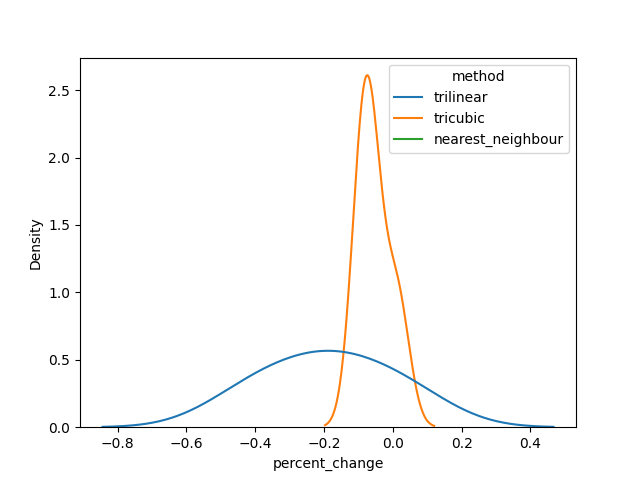 method
trilinear
tricubic
nearest_neighbour
Density
2.5
2.0
1.5
1.0
0.5
0.0
−0.8
−0.6
−0.4
−0.2
0.0
0.2
0.4
percent_change